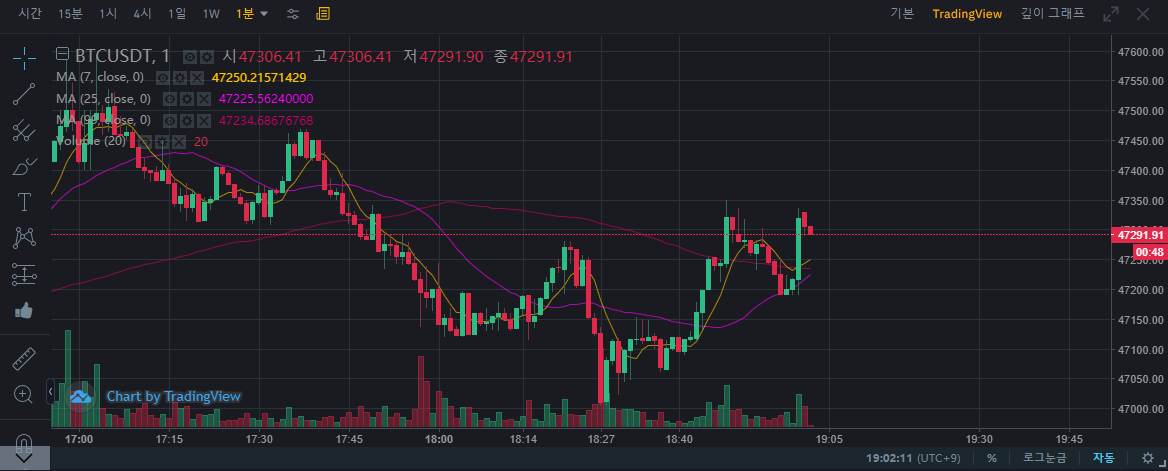 시간 15분 1시 4시 1일 1W 1분 기본 TradingView 깊이 그래프
BTCUSDT, 1 시47306.41 고47306.41 저47291.90 종47291.91
MA (7, close, 0) 47250.21571429
MA (25, close, 0) 47225.56240000
MA (99, close, 0) 47234.68676768
Volume (20) 20
47600.00
47550.00
47500.00
47450.00
47400.00
47350.00
47291.91
00:48
47200.00
47150.00
47100.00
47050.00
47000.00
Chart by TradingView
17:00 17:15 17:30 17:45 18:00 18:14 18:27 18:40 19:05 19:30 19:45
19:02:11 (UTC+9) % 로그눈금 자동